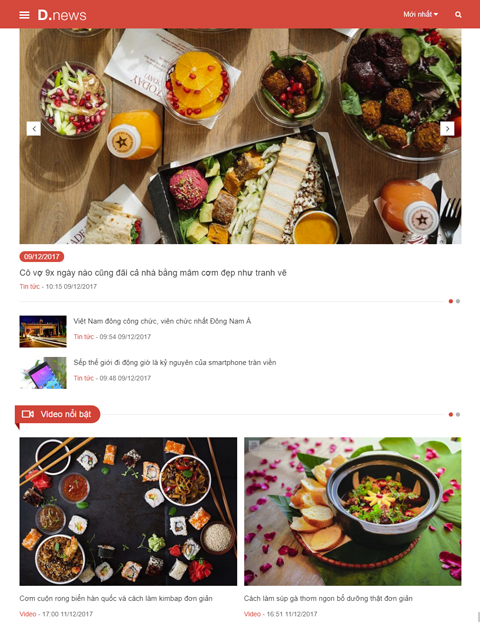 D.news
Mới nhất
TODAY
09/12/2017
Cô vợ 9x ngày nào cũng đãi cả nhà bằng mâm cơm đẹp như tranh vẽ
Tin tức - 10:15 09/12/2017
Việt Nam đông công chức, viên chức nhất Đông Nam Á
Tin tức - 09:54 09/12/2017
Sếp thế giới di động giờ là kỷ nguyên của smartphone tràn viền
Tin tức - 09:48 09/12/2017
Video nổi bật
Cơm cuộn rong biển hàn quốc và cách làm kimbap đơn giản
Video - 17:00 11/12/2017
Cách làm súp gà thơm ngon bổ dưỡng thật đơn giản
Video - 16:51 11/12/2017